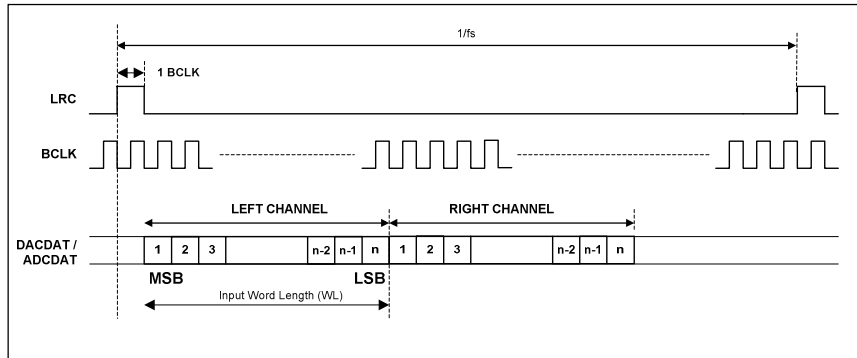 1/fs
1 BCLK
LRC
BCLK
LEFT CHANNEL
RIGHT CHANNEL
DACDAT /
ADCDAT
1 2 3 n-2 n-1 n 1 2 3 n-2 n-1 n
MSB LSB
Input Word Length (WL)